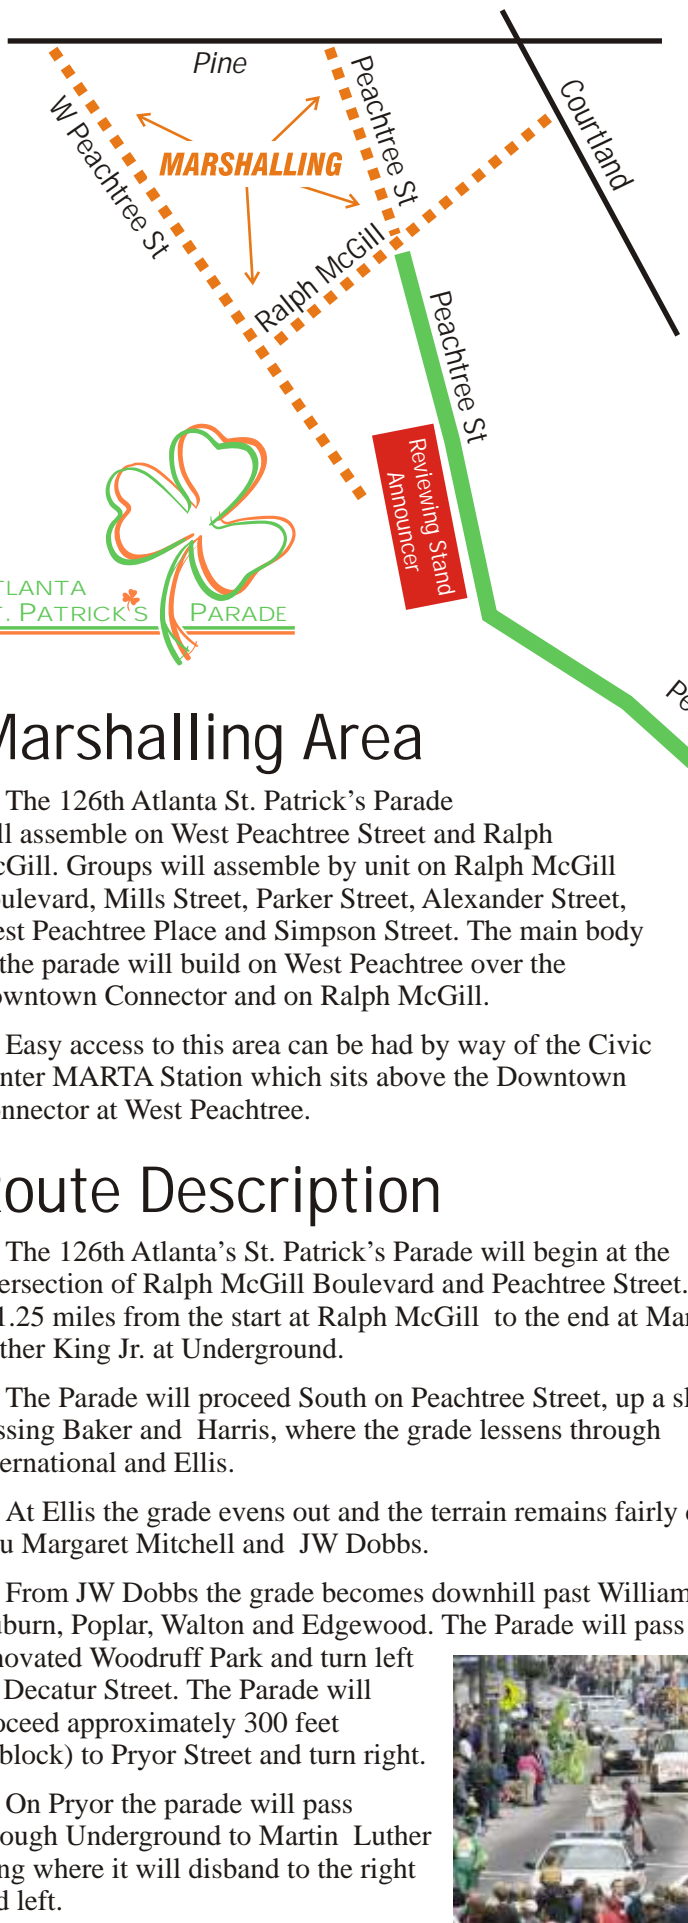 Pine
Peachtree St
Courtland
W Peachtree St
MARSHALLING
Ralph McGill
Peachtree St
Reviewing Stand
Announcer
TLANTA
T. PATRICK'S PARADE
Pe
Marshalling Area
The 126th Atlanta St. Patrick’s Parade
ll assemble on West Peachtree Street and Ralph
cGill. Groups will assemble by unit on Ralph McGill
oulevard, Mills Street, Parker Street, Alexander Street,
est Peachtree Place and Simpson Street. The main body
the parade will build on West Peachtree over the
owntown Connector and on Ralph McGill.
Easy access to this area can be had by way of the Civic
nter MARTA Station which sits above the Downtown
onnector at West Peachtree.
oute Description
The 126th Atlanta’s St. Patrick’s Parade will begin at the
ersection of Ralph McGill Boulevard and Peachtree Street.
1.25 miles from the start at Ralph McGill to the end at Mar
ther King Jr. at Underground.
The Parade will proceed South on Peachtree Street, up a sl
ssing Baker and Harris, where the grade lessens through
ernational and Ellis.
At Ellis the grade evens out and the terrain remains fairly e
u Margaret Mitchell and JW Dobbs.
From JW Dobbs the grade becomes downhill past William
uburn, Poplar, Walton and Edgewood. The Parade will pass
novated Woodruff Park and turn left
Decatur Street. The Parade will
oceed approximately 300 feet
block) to Pryor Street and turn right.
On Pryor the parade will pass
ough Underground to Martin Luther
ng where it will disband to the right
d left.